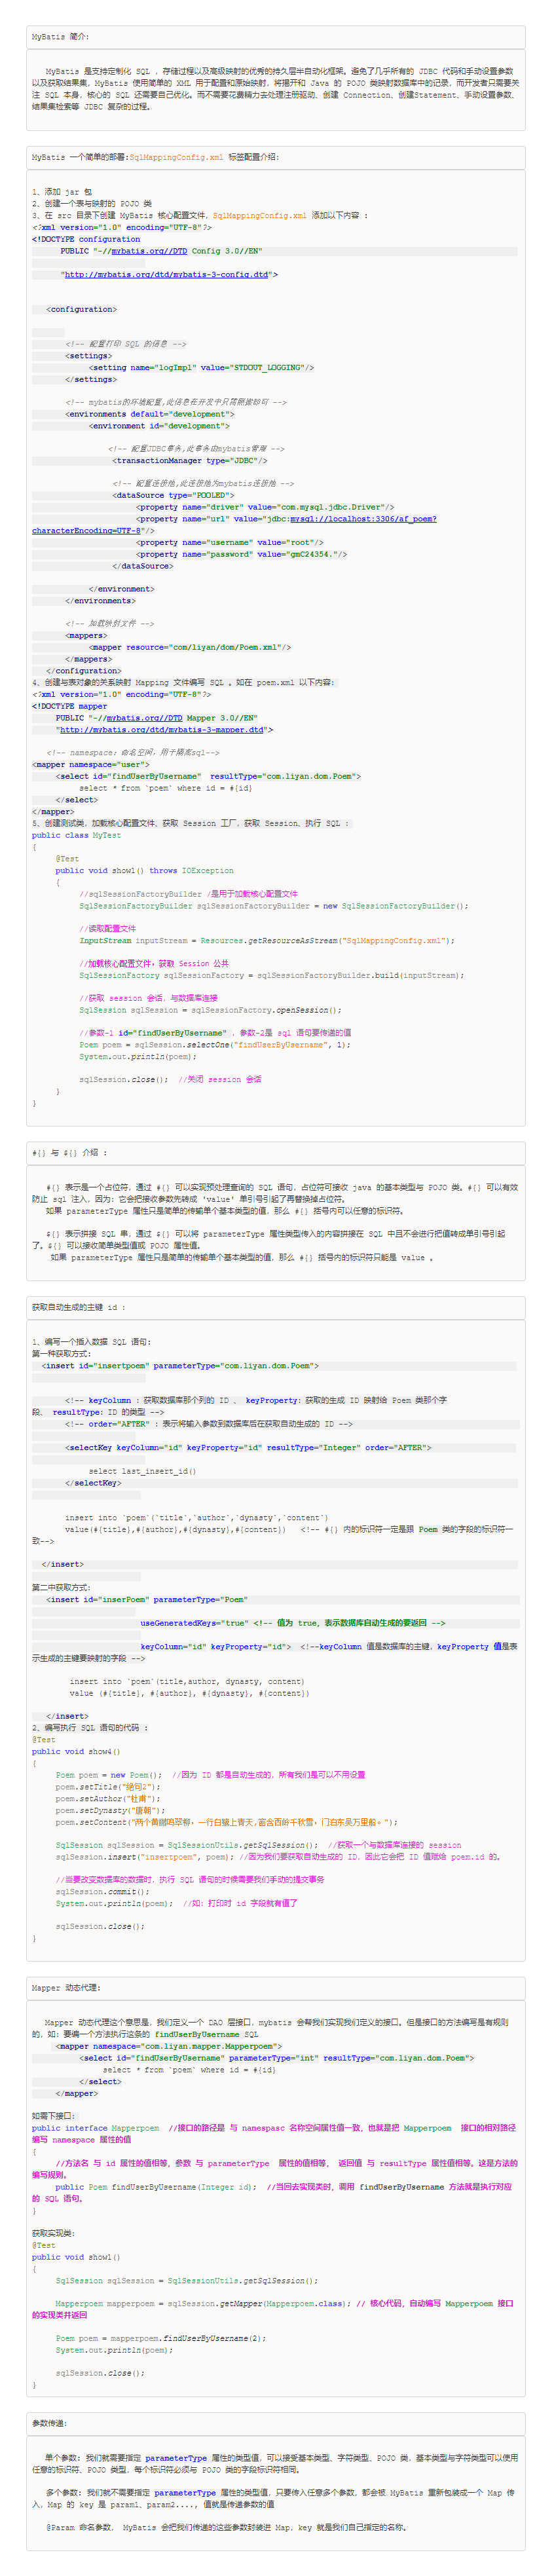 MyBatis 简介:
MyBatis 是支持定制化 SQL ，存储过程以及高级映射的优秀的持久层半自动化框架。避免了几乎所有的 JDBC 代码和手动设置参数
以及获取结果集，MyBatis 使用简单的 XML 用于配置和原始映射，将揭开和 Java 的 POJO 类映射数据库中的记录，而开发者只需要关
注 SQL 本身，核心的 SQL 还需要自己优化。而不需要花费精力去处理注册驱动、创建 Connection、创建Statement、手动设置参数、
结果集检索等 JDBC 复杂的过程。
MyBatis 一个简单的部署:SqlMappingConfig.xml 标签配置介绍:
1、添加 jar 包
2、创建一个表与映射的 POJO 类
3、在 src 目录下创建 MyBatis 核心配置文件，SqlMappingConfig.xml 添加以下内容 ：
<?xml version="1.0" encoding="UTF-8"?>
<!DOCTYPE configuration
PUBLIC "-//mybatis.org//DTD Config 3.0//EN"
"http://mybatis.org/dtd/mybatis-3-config.dtd">
<configuration>
<!-- 配置打印 SQL 的信息 -->
<settings>
<setting name="logImpl" value="STDOUT_LOGGING"/>
</settings>
<!-- mybatis的环境配置,此信息在开发中只需照搬即可 -->
<environments default="development">
<environment id="development">
<!-- 配置JDBC事务,此事务由mybatis管理 -->
<transactionManager type="JDBC"/>
<!-- 配置连接池,此连接池为mybatis连接池 -->
<dataSource type="POOLED">
<property name="driver" value="com.mysql.jdbc.Driver"/>
<property name="url" value="jdbc:mysql://localhost:3306/af_poem?
characterEncoding=UTF-8"/>
<property name="username" value="root"/>
<property name="password" value="gmC24354."/>
</dataSource>
</environment>
</environments>
<!-- 加载映射文件 -->
<mappers>
<mapper resource="com/liyan/dom/Poem.xml"/>
</mappers>
</configuration>
4、创建与表对象的关系映射 Mapping 文件编写 SQL 。如在 poem.xml 以下内容:
<?xml version="1.0" encoding="UTF-8"?>
<!DOCTYPE mapper
PUBLIC "-//mybatis.org//DTD Mapper 3.0//EN"
"http://mybatis.org/dtd/mybatis-3-mapper.dtd">
<!-- namespace：命名空间，用于隔离sql-->
<mapper namespace="user">
<select id="findUserByUsername" resultType="com.liyan.dom.Poem">
select * from `poem` where id = #{id}
</select>
</mapper>
5、创建测试类，加载核心配置文件、获取 Session 工厂，获取 Session、执行 SQL ：
public class MyTest
{
@Test
public void show1() throws IOException
{
//sqlSessionFactoryBuilder /是用于加载核心配置文件
SqlSessionFactoryBuilder sqlSessionFactoryBuilder = new SqlSessionFactoryBuilder();
//读取配置文件
InputStream inputStream = Resources.getResourceAsStream("SqlMappingConfig.xml");
//加载核心配置文件，获取 Session 公共
SqlSessionFactory sqlSessionFactory = sqlSessionFactoryBuilder.build(inputStream);
//获取 session 会话，与数据库连接
SqlSession sqlSession = sqlSessionFactory.openSession();
//参数-1 id="findUserByUsername" ，参数-2是 sql 语句要传递的值
Poem poem = sqlSession.selectOne("findUserByUsername", 1);
System.out.println(poem);
sqlSession.close(); //关闭 session 会话
}
}
#{} 与 ${} 介绍 ：
#{} 表示是一个占位符，通过 #{} 可以实现预处理查询的 SQL 语句，占位符可接收 java 的基本类型与 POJO 类。#{} 可以有效
防止 sql 注入，因为：它会把接收参数先转成 'value' 单引号引起了再替换掉占位符。
如果 parameterType 属性只是简单的传输单个基本类型的值，那么 #{} 括号内可以任意的标识符。
${} 表示拼接 SQL 串，通过 ${} 可以将 parameterType 属性类型传入的内容拼接在 SQL 中且不会进行把值转成单引号引起
了。${} 可以接收简单类型值或 POJO 属性值。
如果 parameterType 属性只是简单的传输单个基本类型的值，那么 #{} 括号内的标识符只能是 value 。
获取自动生成的主键 id ：
1、编写一个插入数据 SQL 语句:
第一种获取方式:
<insert id="insertpoem" parameterType="com.liyan.dom.Poem">
<!-- keyColumn ：获取数据库那个列的 ID 、 keyProperty: 获取的生成 ID 映射给 Poem 类那个字
段、 resultType: ID 的类型 -->
<!-- order="AFTER" ：表示将输入参数到数据库后在获取自动生成的 ID -->
<selectKey keyColumn="id" keyProperty="id" resultType="Integer" order="AFTER">
select last_insert_id()
</selectKey>
insert into `poem`(`title`,`author`,`dynasty`,`content`)
value(#{title},#{author},#{dynasty},#{content}) <!-- #{} 内的标识符一定是跟 Poem 类的字段的标识符一
致-->
</insert>
第二中获取方式:
<insert id="inserPoem" parameterType="Poem"
useGeneratedKeys="true" <!-- 值为 true，表示数据库自动生成的要返回 -->
keyColumn="id" keyProperty="id"> <!--keyColumn 值是数据库的主键，keyProperty 值是表
示生成的主键要映射的字段 -->
insert into `poem`(title,author, dynasty, content)
value (#{title}, #{author}, #{dynasty}, #{content})
</insert>
2、编写执行 SQL 语句的代码 ：
@Test
public void show4()
{
Poem poem = new Poem(); //因为 ID 都是自动生成的，所有我们是可以不用设置
poem.setTitle("绝句2");
poem.setAuthor("杜甫");
poem.setDynasty("唐朝");
poem.setContent("两个黄鹂鸣翠柳，一行白鹭上青天,窗含西岭千秋雪，门泊东吴万里船。");
SqlSession sqlSession = SqlSessionUtils.getSqlSession(); //获取一个与数据库连接的 session
sqlSession.insert("insertpoem", poem); //因为我们要获取自动生成的 ID，因此它会把 ID 值赋给 poem.id 的。
//当要改变数据库的数据时，执行 SQL 语句的时候需要我们手动的提交事务
sqlSession.commit();
System.out.println(poem); //如: 打印时 id 字段就有值了
sqlSession.close();
}
Mapper 动态代理:
Mapper 动态代理这个意思是，我们定义一个 DAO 层接口，mybatis 会帮我们实现我们定义的接口。但是接口的方法编写是有规则
的，如: 要编一个方法执行这条的 findUserByUsername SQL
<mapper namespace="com.liyan.mapper.Mapperpoem">
<select id="findUserByUsername" parameterType="int" resultType="com.liyan.dom.Poem">
select * from `poem` where id = #{id}
</select>
</mapper>
如需下接口:
public interface Mapperpoem //接口的路径是 与 namespasc 名称空间属性值一致，也就是把 Mapperpoem 接口的相对路径
编写 namespace 属性的值
{
//方法名 与 id 属性的值相等, 参数 与 parameterType 属性的值相等， 返回值 与 resultType 属性值相等。这是方法的
编写规则。
public Poem findUserByUsername(Integer id); //当回去实现类时，调用 findUserByUsername 方法就是执行对应
的 SQL 语句。
}
获取实现类:
@Test
public void show1()
{
SqlSession sqlSession = SqlSessionUtils.getSqlSession();
Mapperpoem mapperpoem = sqlSession.getMapper(Mapperpoem.class); // 核心代码，自动编写 Mapperpoem 接口
的实现类并返回
Poem poem = mapperpoem.findUserByUsername(2);
System.out.println(poem);
sqlSession.close();
}
参数传递:
单个参数: 我们就需要指定 parameterType 属性的类型值，可以接受基本类型、字符类型、POJO 类，基本类型与字符类型可以使用
任意的标识符、POJO 类型，每个标识符必须与 POJO 类的字段标识符相同。
多个参数: 我们就不需要指定 parameterType 属性的类型值，只要传入任意多个参数，都会被 MyBatis 重新包装成一个 Map 传
入，Map 的 key 是 param1、param2....，值就是传递参数的值
@Param 命名参数， MyBatis 会把我们传递的这些参数封装进 Map，key 就是我们自己指定的名称。